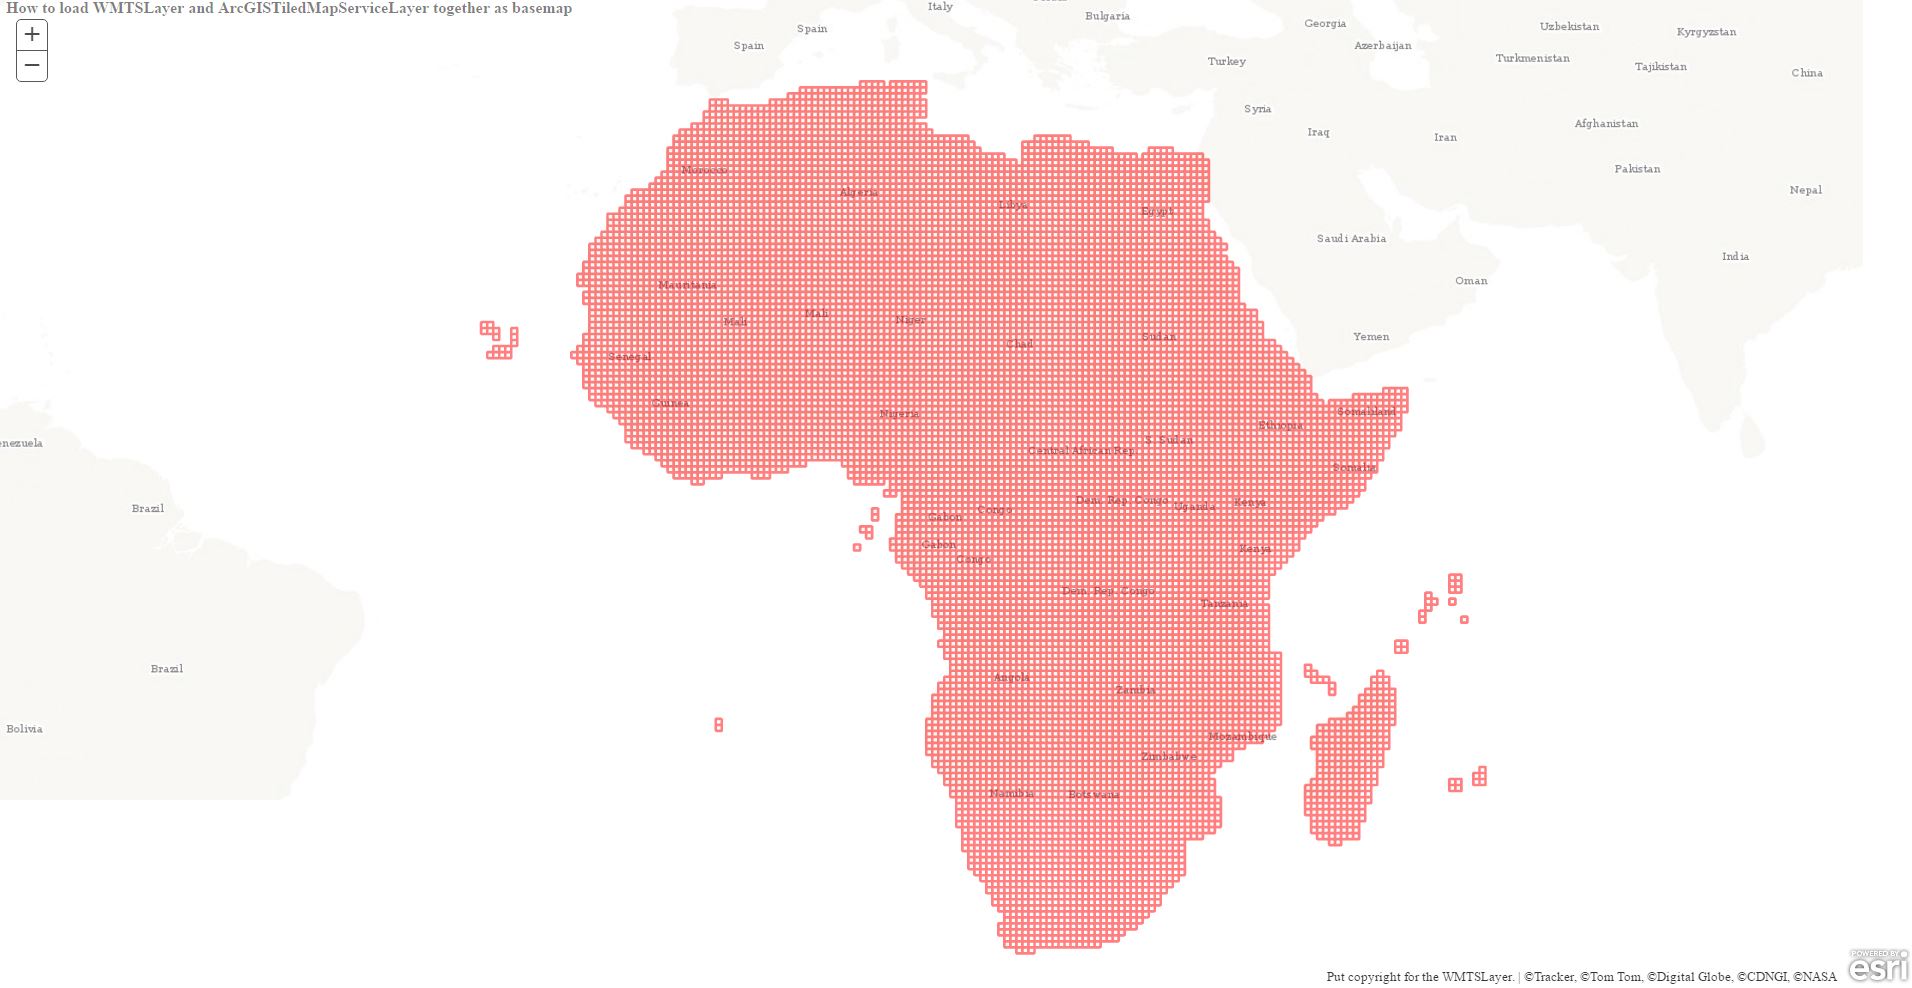 How to load WMTSLayer and ArcGISTiledMapServiceLayer together as basemap
+
−
Italy
Bulgaria
Georgia
Uzbekistan
Kyrgyzstan
Spain
Spain
Azerbaijan
Turkey
Turkmenistan
Tajikistan
China
Syria
Iraq
Iran
Afghanistan
Pakistan
Nepal
Morocco
Algeria
Libya
Egypt
Saudi Arabia
India
Oman
Mauritania
Mali
Mali
Niger
Chad
Sudan
Yemen
Senegal
Guinea
Nigeria
Somaliland
Ethiopia
S. Sudan
Central African Rep.
enezuela
Somalia
Brazil
Dem. Rep. Congo
Uganda
Kenya
Gabon
Congo
Gabon
Congo
Kenya
Dem. Rep. Congo
Tanzania
Brazil
Angola
Zambia
Bolivia
Mozambique
Zimbabwe
Namibia
Botswana
POWERED BY
esri
Put copyright for the WMTSLayer. | ©Tracker, ©Tom Tom, ©Digital Globe, ©CDNGI, ©NASA